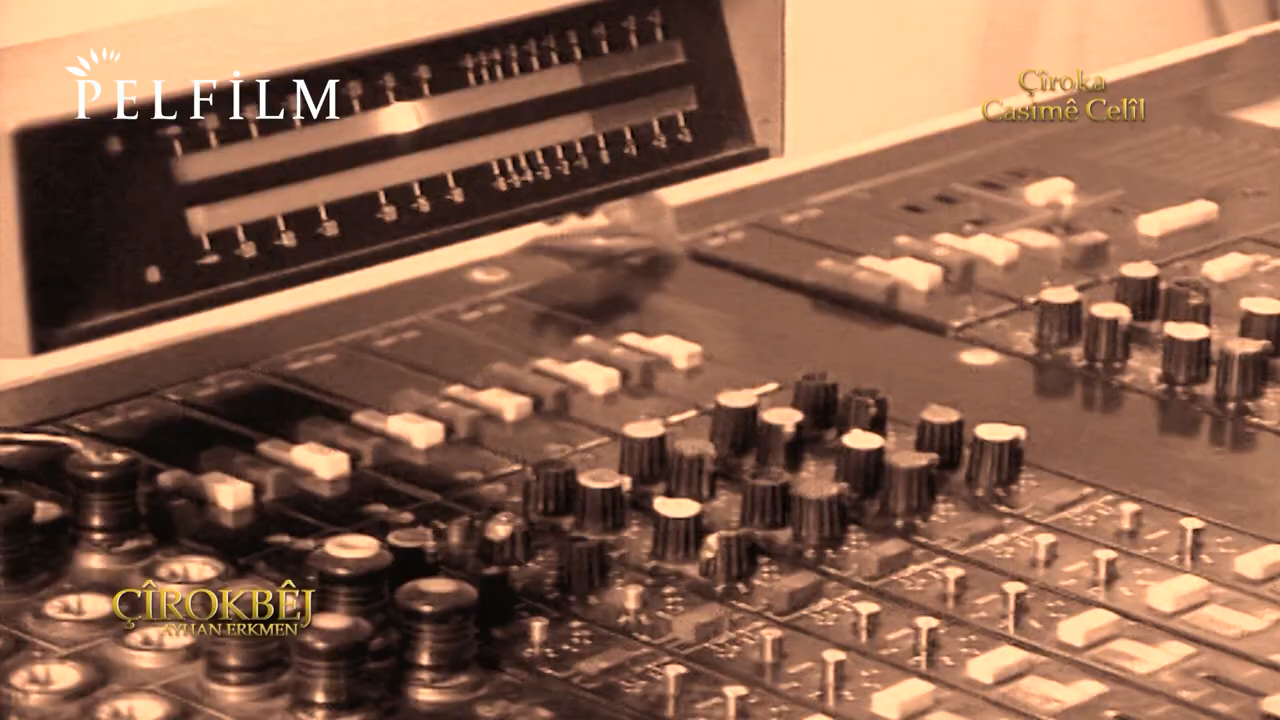 PELFİLM
Çîroka
Casimê Celîl
ÇÎROKBÊJ
AYHAN ERKMEN